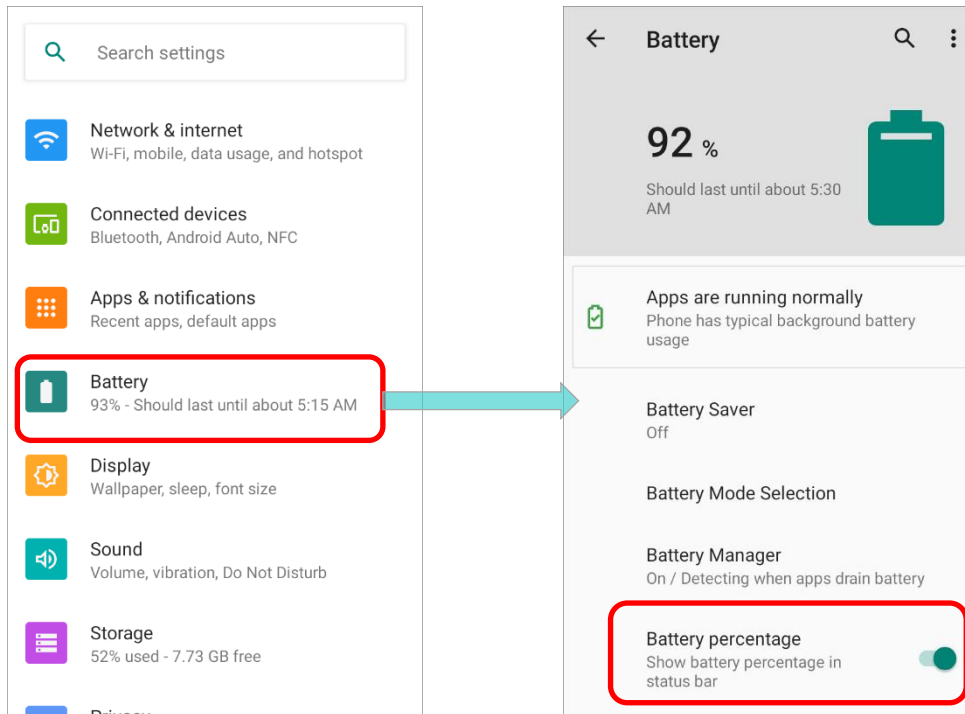 Search settings
Network & internet
Wi-Fi, mobile, data usage, and hotspot
Connected devices
Bluetooth, Android Auto, NFC
Apps & notifications
Recent apps, default apps
Battery
93% - Should last until about 5:15 AM
Display
Wallpaper, sleep, font size
Sound
Volume, vibration, Do Not Disturb
Storage
52% used - 7.73 GB free
Battery
92 %
Should last until about 5:30
AM
Apps are running normally
Phone has typical background battery
usage
Battery Saver
Off
Battery Mode Selection
Battery Manager
On / Detecting when apps drain battery
Battery percentage
Show battery percentage in
status bar